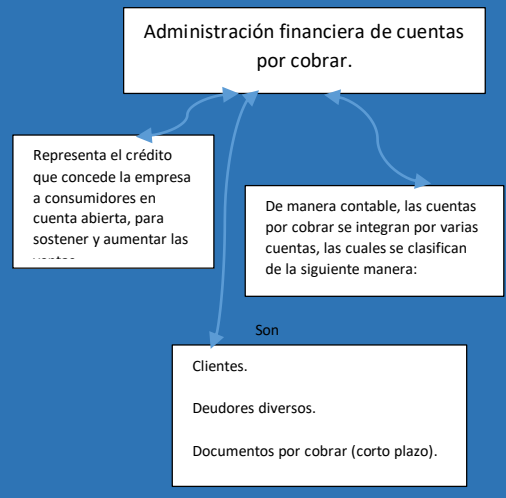 Administración financiera de cuentas
por cobrar.
Representa el crédito
que concede la empresa
a consumidores en
cuenta abierta, para
sostener y aumentar las
De manera contable, las cuentas
por cobrar se integran por varias
cuentas, las cuales se clasifican
de la siguiente manera:
Son
Clientes.
Deudores diversos.
Documentos por cobrar (corto plazo).